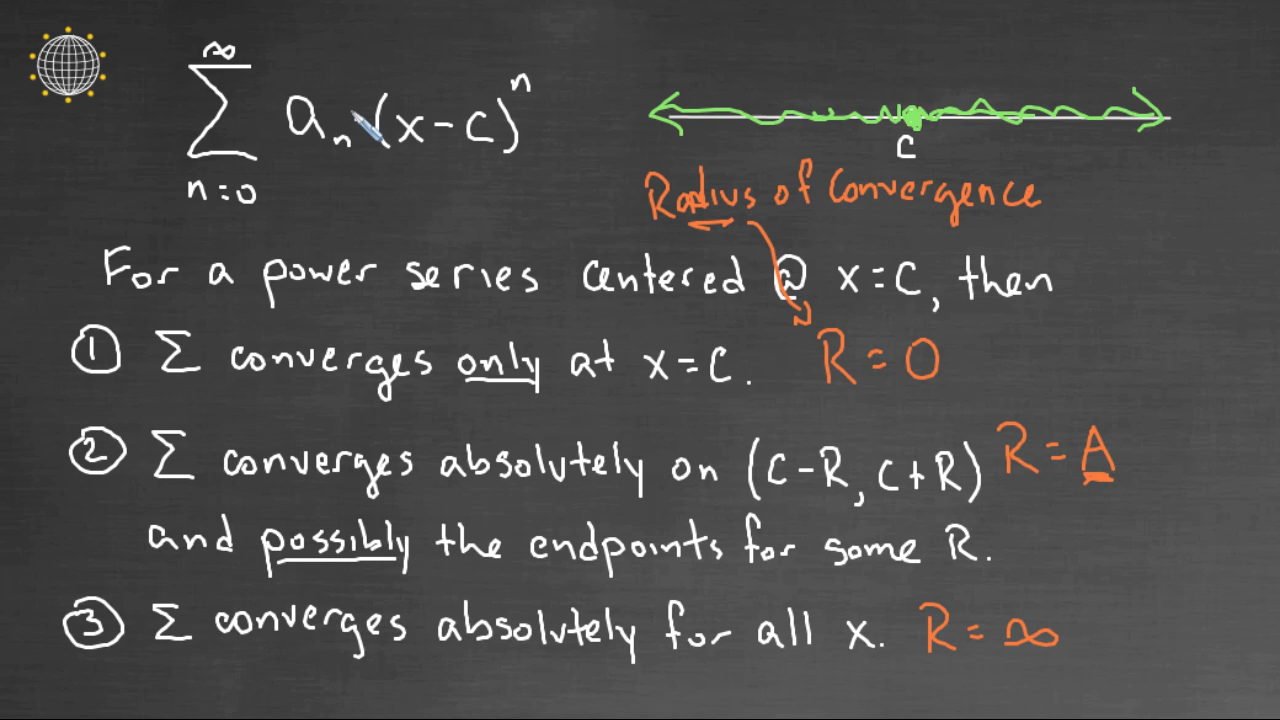 ∞
∑ aₙ (x-c)ⁿ
n=0
C
Radius of Convergence
For a power series centered @ x=c, then
① ∑ converges only at x=c. R=0
② ∑ converges absolutely on (c-R, c+R) R=A
and possibly the endpoints for some R.
③ ∑ converges absolutely for all x. R=∞